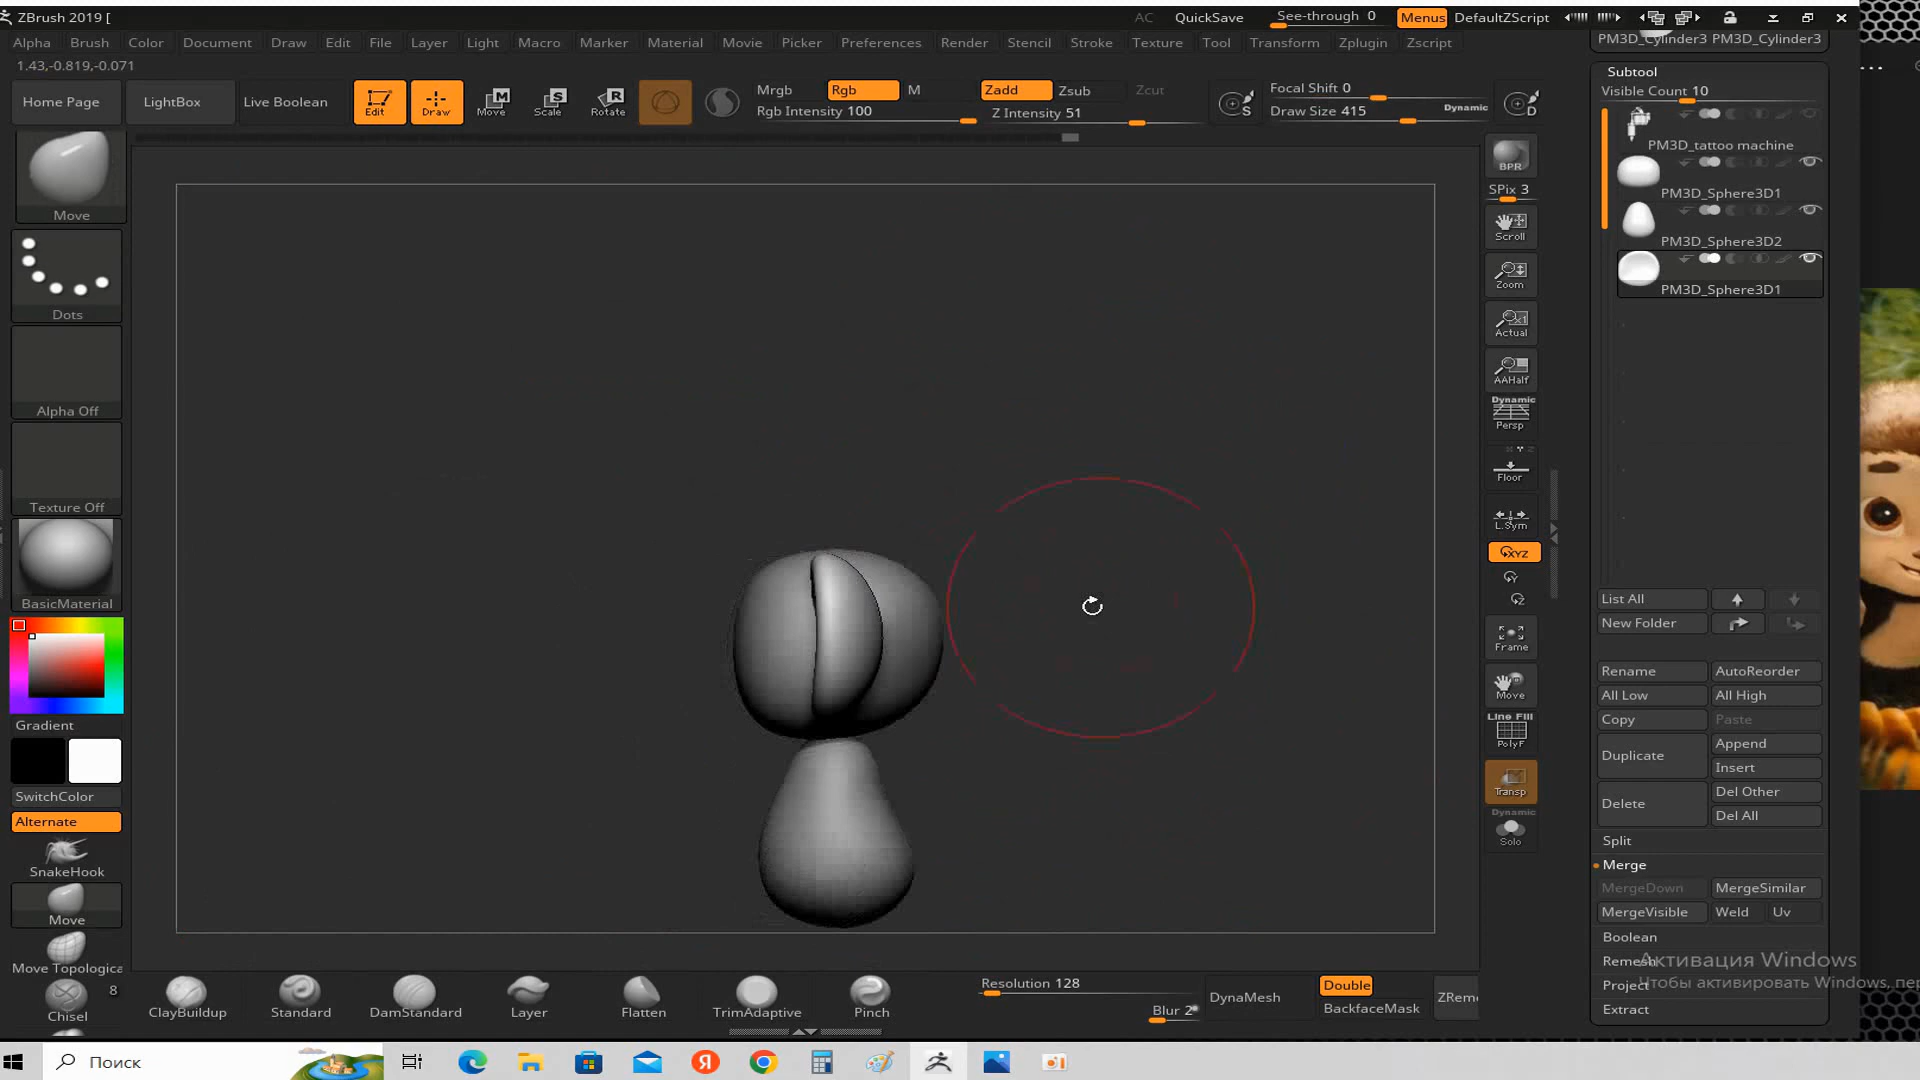 ZBrush 2019 [
AC QuickSave See-through 0 Menus DefaultZScript
Alpha Brush Color Document Draw Edit File Layer Light Macro Marker Material Movie Picker Preferences Render Stencil Stroke Texture Tool Transform Zplugin Zscript
PM3D_Cylinder3 PM3D_Cylinder3
1.43,-0.819,-0.071
Home Page LightBox Live Boolean Edit Draw Move Scale Rotate
Mrgb Rgb M
Rgb Intensity 100
Zadd Zsub Zcut
Z Intensity 51
Focal Shift 0
Draw Size 415 Dynamic
Subtool
Visible Count 10
PM3D_tattoo machine
PM3D_Sphere3D1
PM3D_Sphere3D2
PM3D_Sphere3D1
Move
Dots
Alpha Off
Texture Off
BasicMaterial
Gradient
SwitchColor
Alternate
SnakeHook
Move
Move Topologica
8
Chisel
BPR
SPix 3
Scroll
Zoom
Actual
AAHalf
Dynamic
Persp
Floor
L.Sym
XYZ
Frame
Move
Line Fill
PolyF
Transp
Dynamic
Solo
List All
New Folder
Rename AutoReorder
All Low All High
Copy Paste
Duplicate Append
Insert
Delete Del Other
Del All
Split
Merge
MergeDown MergeSimilar
MergeVisible Weld Uv
Boolean
Remesh
Project
Extract
Активация Windows
Чтобы активировать Windows, пер
ClayBuildup Standard DamStandard Layer Flatten TrimAdaptive Pinch
Resolution 128
Blur 2
DynaMesh
Double
BackfaceMask
ZReme
Поиск